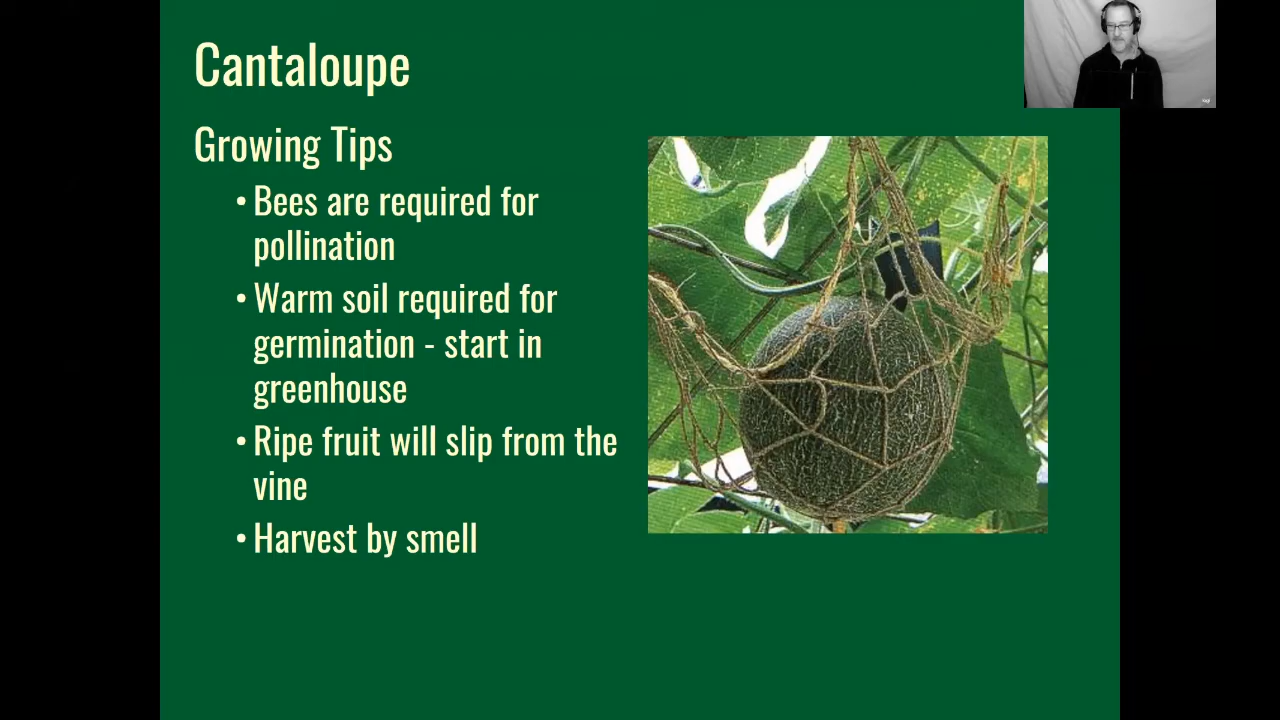 Cantaloupe
Growing Tips
• Bees are required for
pollination
• Warm soil required for
germination - start in
greenhouse
• Ripe fruit will slip from the
vine
• Harvest by smell